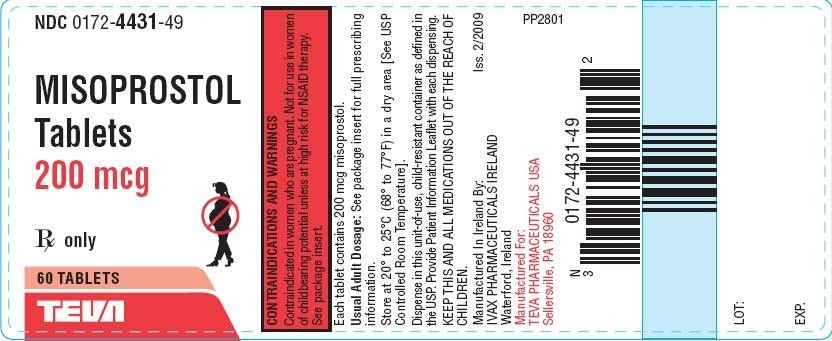 NDC 0172-4431-49
MISOPROSTOL
Tablets
200 mcg
Rx only
60 TABLETS
TEVA
CONTRAINDICATIONS AND WARNINGS
Contraindicated in women who are pregnant. Not for use in women
of childbearing potential unless at high risk for NSAID therapy.
See package insert.
Each tablet contains 200 mcg misoprostol.
Usual Adult Dosage: See package insert for full prescribing
information.
Store at 20° to 25°C (68° to 77°F) in a dry area [See USP
Controlled Room Temperature].
Dispense in this unit-of-use, child-resistant container as defined in
the USP. Provide Patient Information Leaflet with each dispensing.
KEEP THIS AND ALL MEDICATIONS OUT OF THE REACH OF
CHILDREN.
Manufactured In Ireland By:
IVAX PHARMACEUTICALS IRELAND
Waterford, Ireland
Manufactured For:
TEVA PHARMACEUTICALS USA
Sellersville, PA 18960
Iss. 2/2009
PP2801
N
3
0172-4431-49
2
LOT:
EXP.